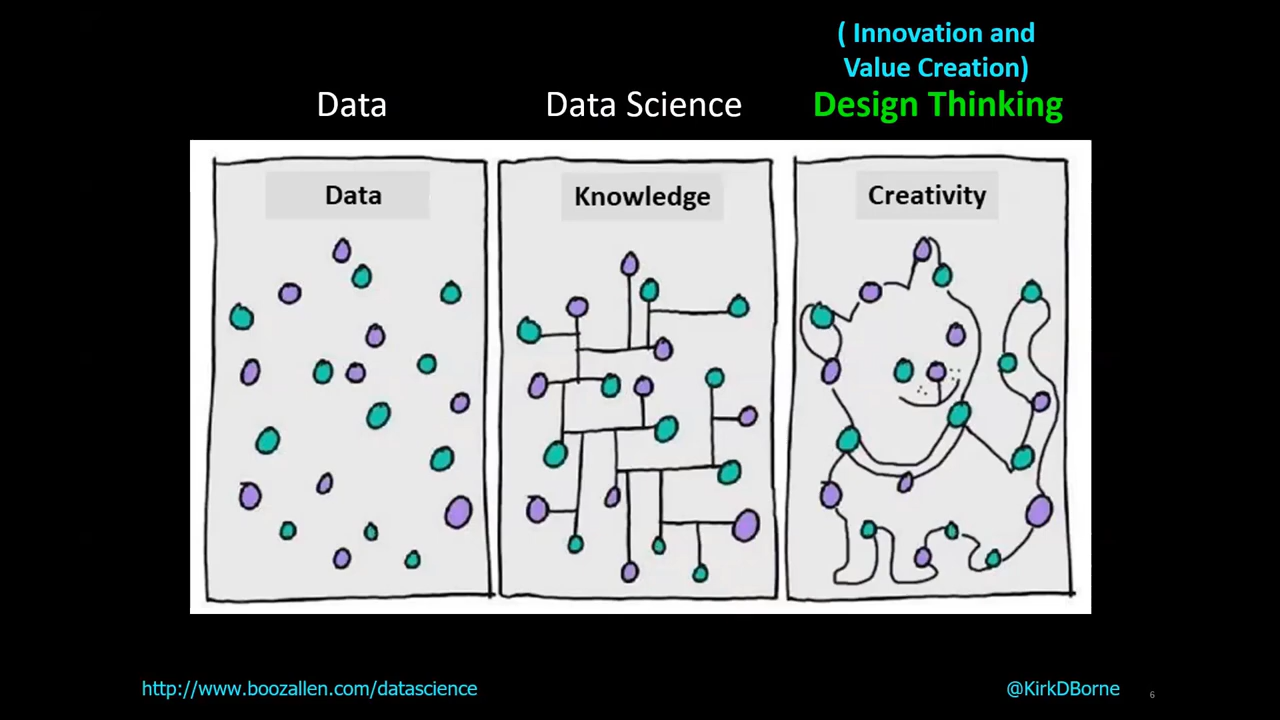 ( Innovation and
Value Creation)
Data
Data Science
Design Thinking
Data
Knowledge
Creativity
http://www.boozallen.com/datascience
@KirkDBorne
6